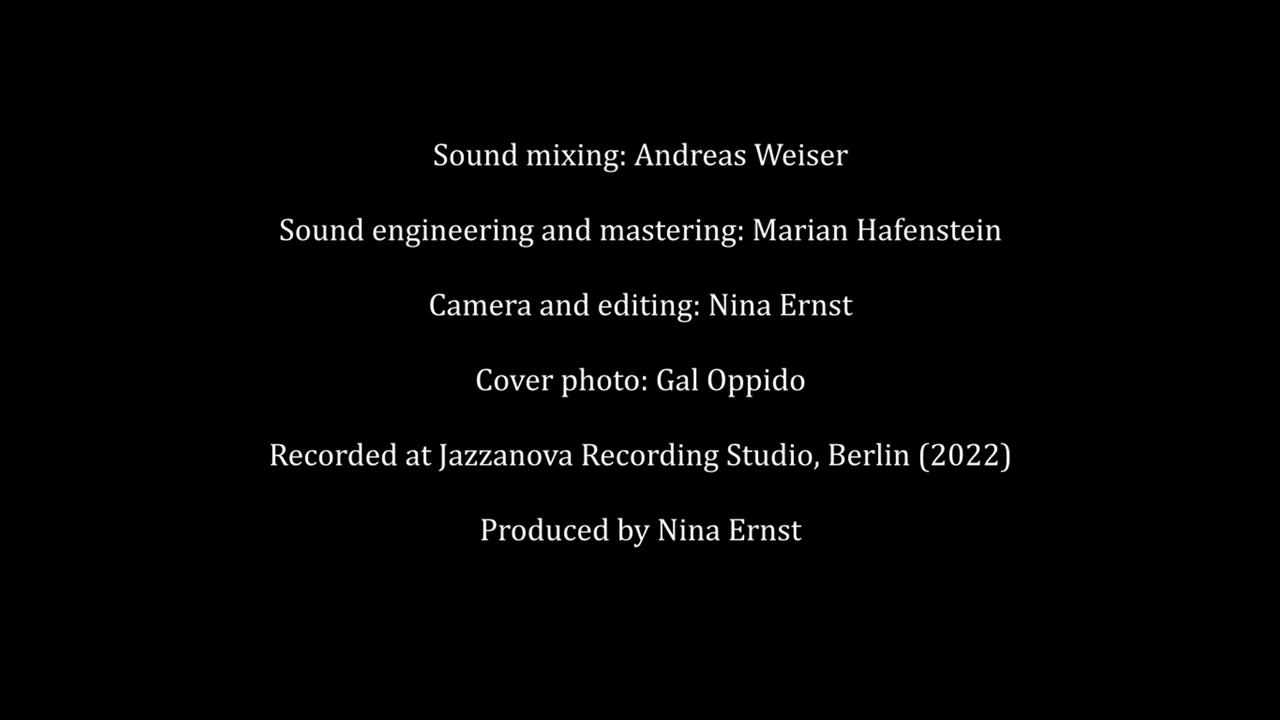 Sound mixing: Andreas Weiser
Sound engineering and mastering: Marian Hafenstein
Camera and editing: Nina Ernst
Cover photo: Gal Oppido
Recorded at Jazzanova Recording Studio, Berlin (2022)
Produced by Nina Ernst